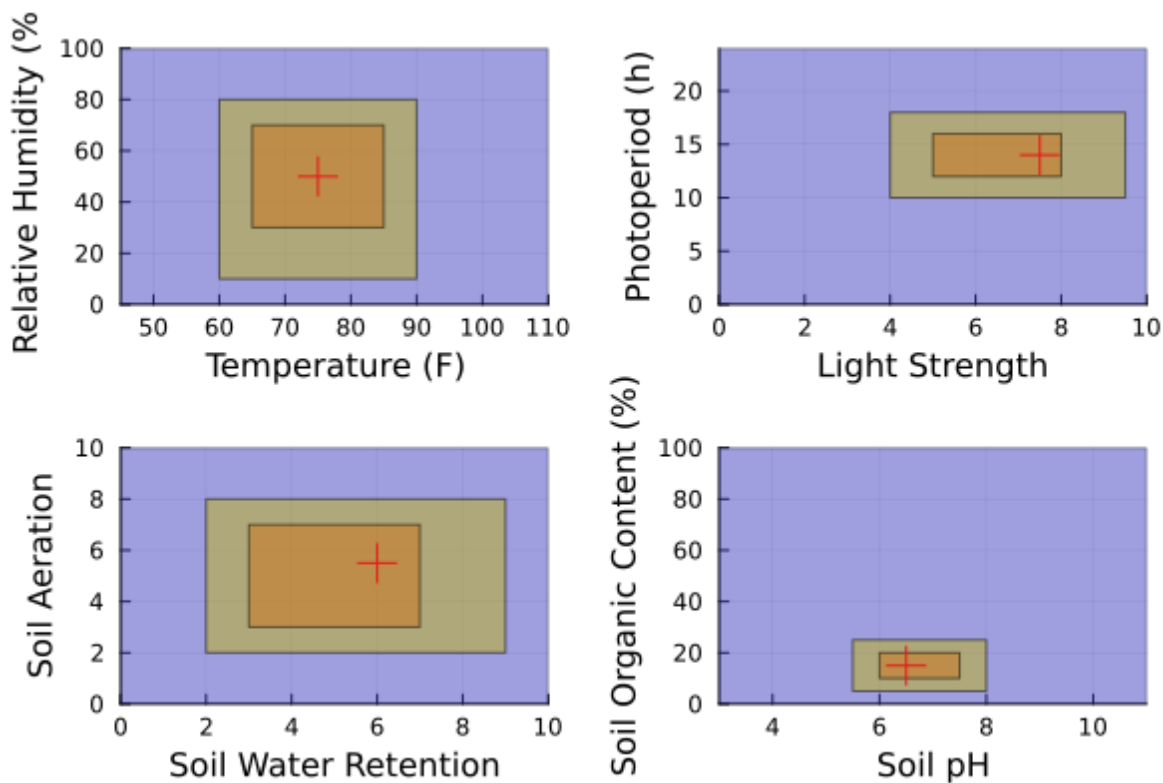 Relative Humidity (%
100
80
60
40
20
0
50 60 70 80 90 100 110
Temperature (F)
Photoperiod (h)
20
15
10
5
0
0 2 4 6 8 10
Light Strength
Soil Aeration
10
8
6
4
2
0
0 2 4 6 8 10
Soil Water Retention
Soil Organic Content (%)
100
80
60
40
20
0
4 6 8 10
Soil pH